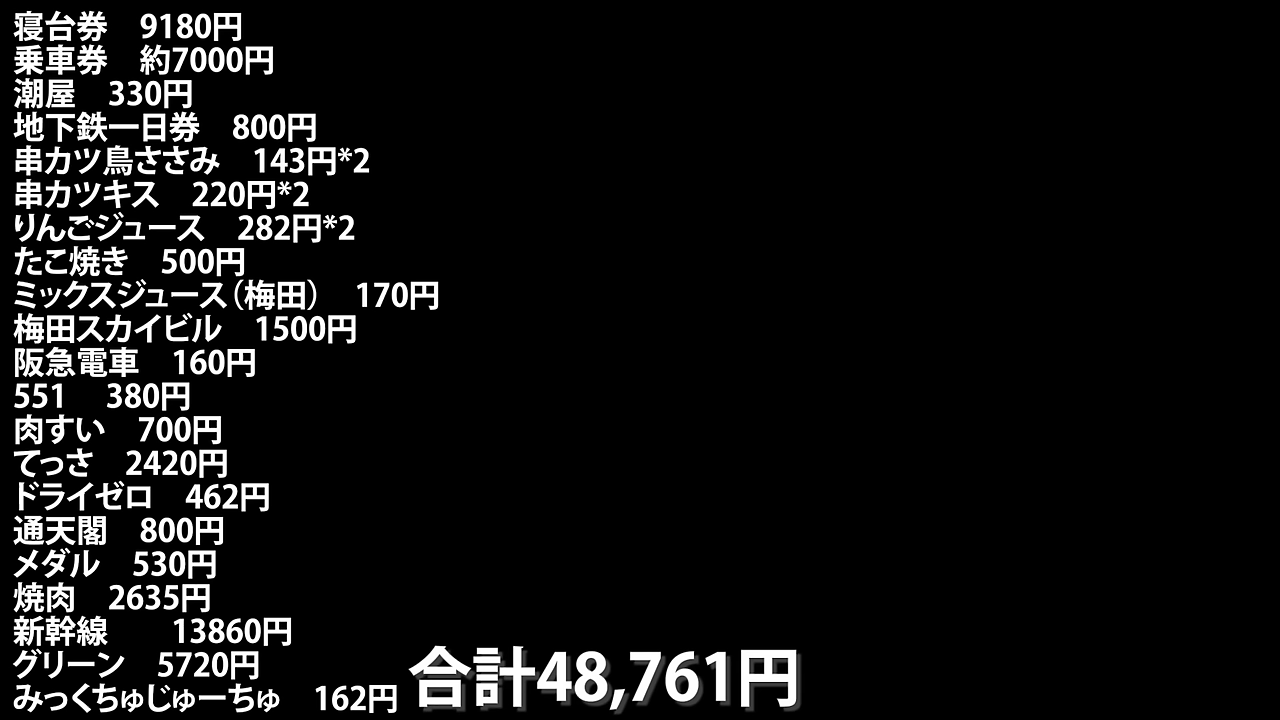 寝台券　9180円
乗車券　約7000円
潮屋　330円
地下鉄一日券　800円
串カツ鳥ささみ　143円*2
串カツキス　220円*2
りんごジュース　282円*2
たこ焼き　500円
ミックスジュース（梅田）　170円
梅田スカイビル　1500円
阪急電車　160円
551　380円
肉すい　700円
てっさ　2420円
ドライゼロ　462円
通天閣　800円
メダル　530円
焼肉　2635円
新幹線　　13860円
グリーン　5720円
みっくちゅじゅーちゅ　162円
合計48,761円